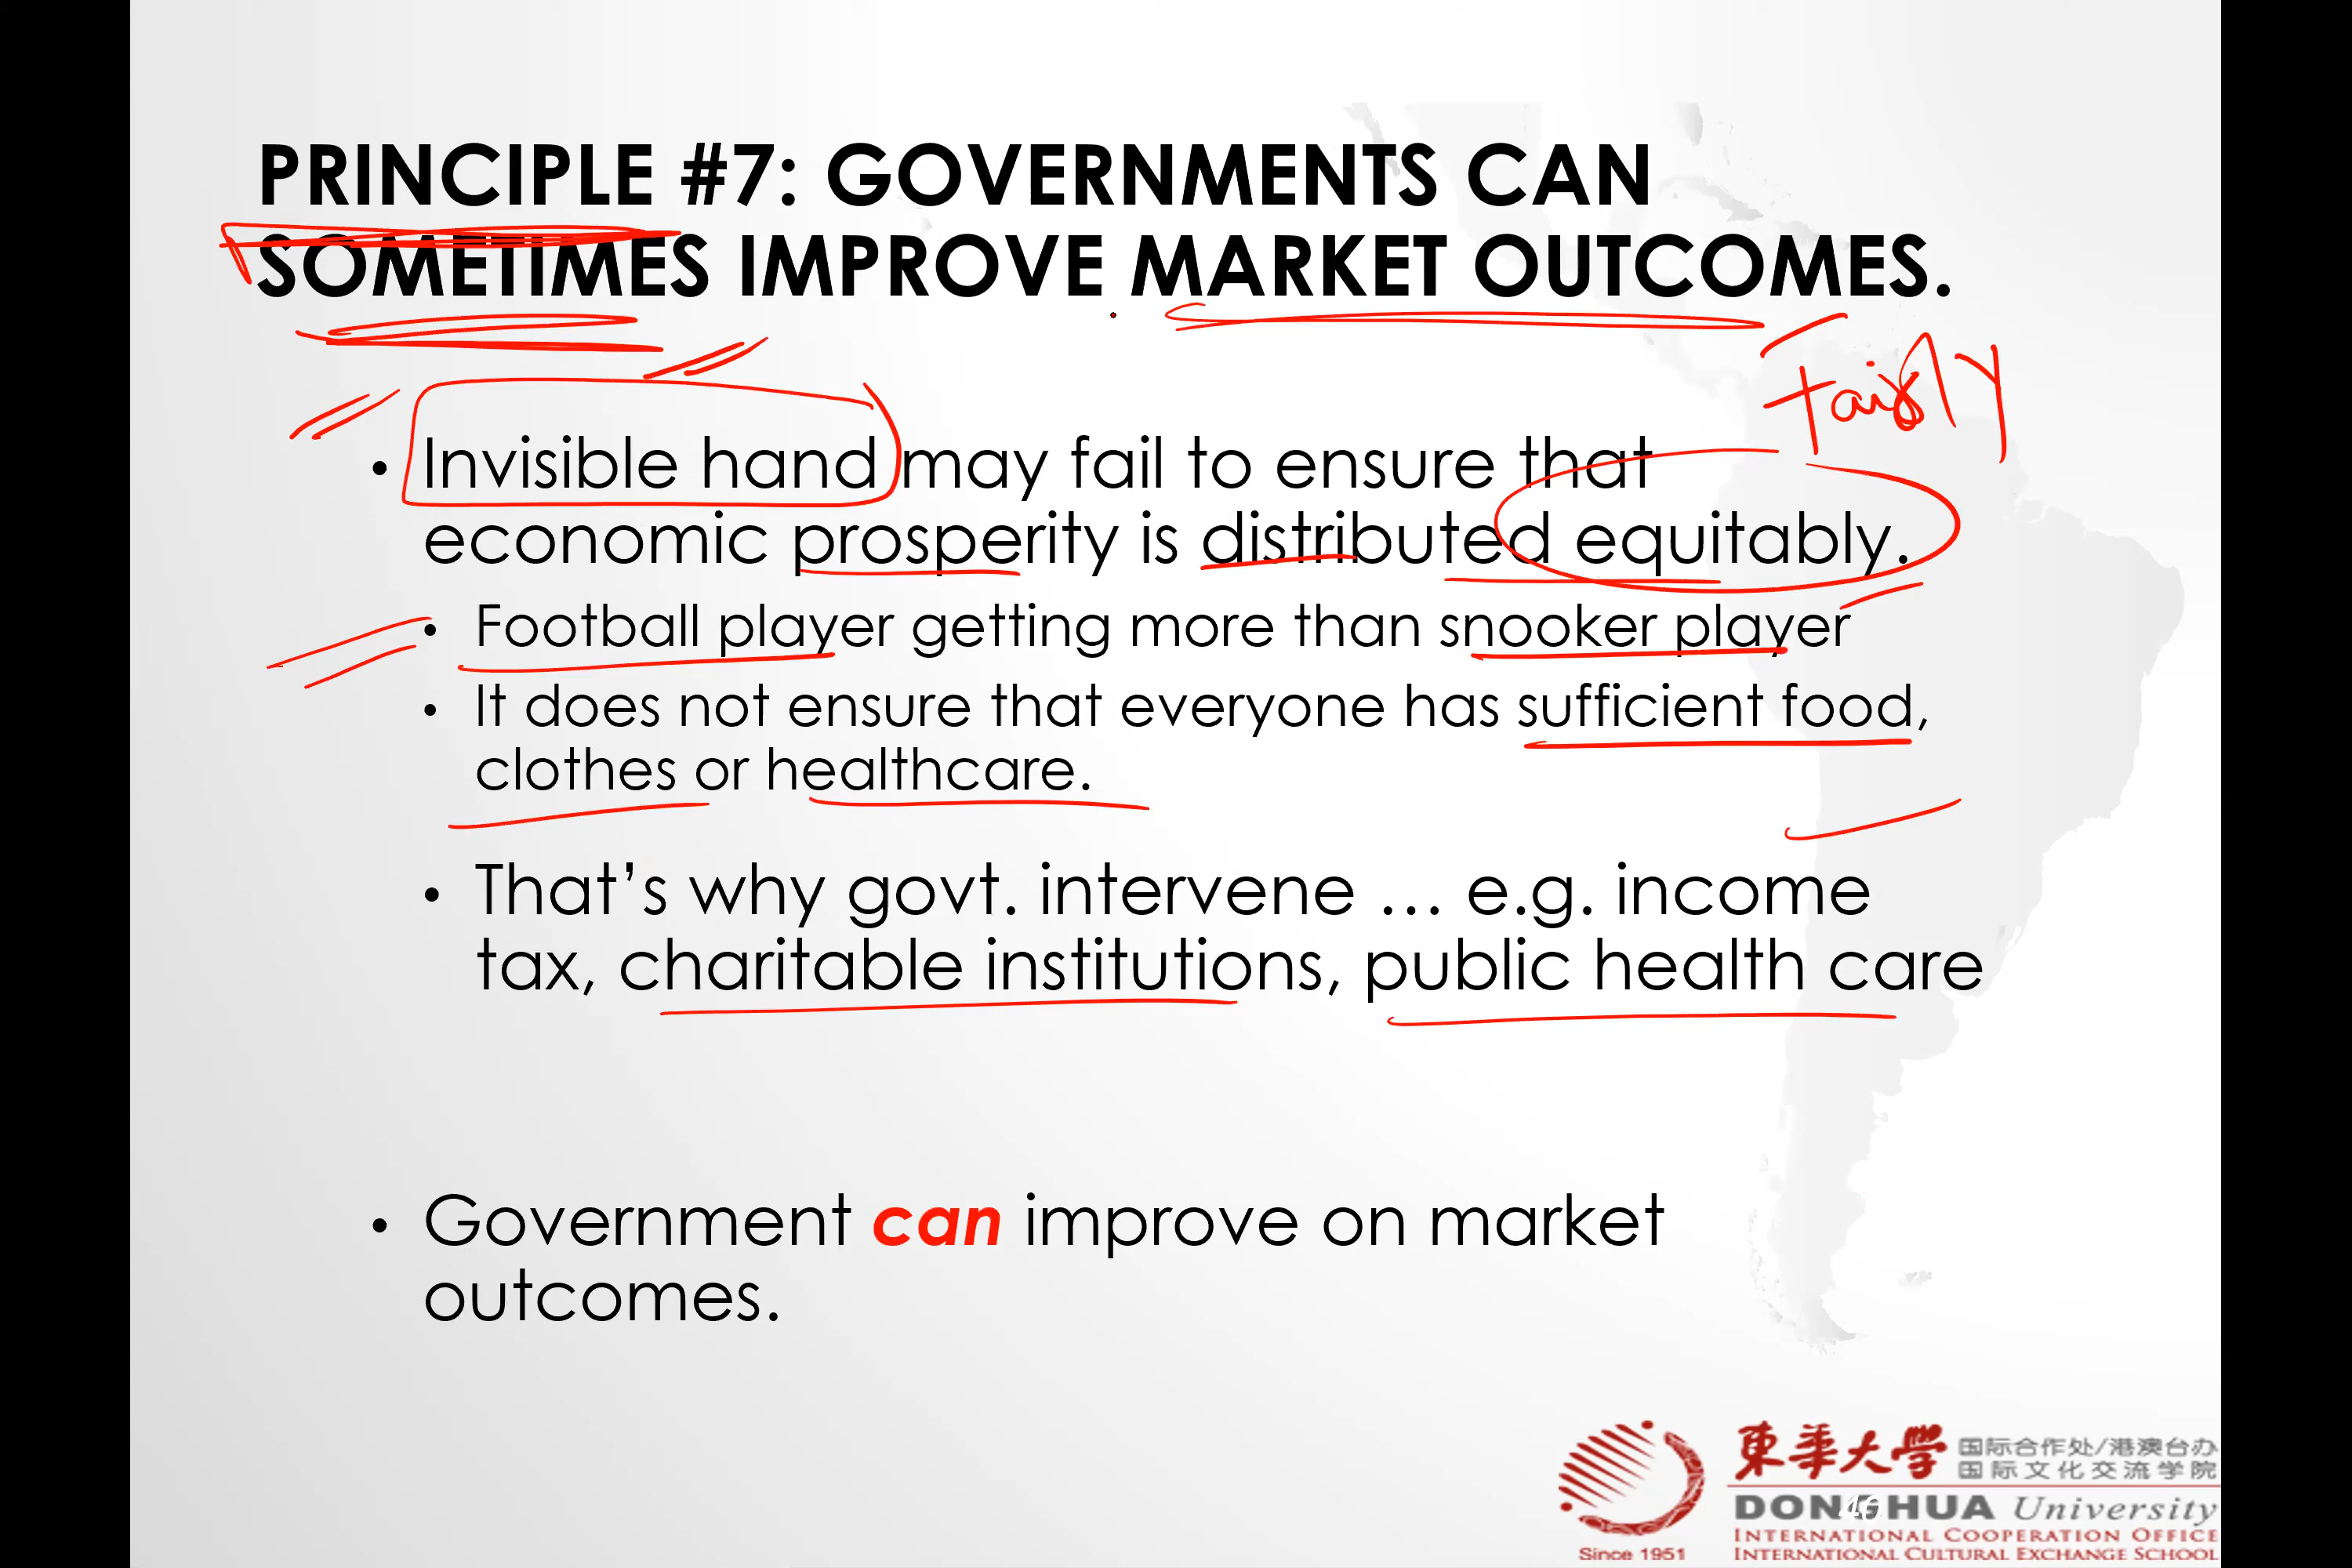 PRINCIPLE #7: GOVERNMENTS CAN
SOMETIMES IMPROVE MARKET OUTCOMES.
Fairly
• Invisible hand may fail to ensure that
economic prosperity is distributed equitably.
• Football player getting more than snooker player
• It does not ensure that everyone has sufficient food,
clothes or healthcare.
• That’s why govt. intervene … e.g. income
tax, charitable institutions, public health care
• Government can improve on market
outcomes.
東華大學
国际合作处/港澳台办
国际文化交流学院
DONGHUA University
40
INTERNATIONAL COOPERATION OFFICE
INTERNATIONAL CULTURAL EXCHANGE SCHOOL
Since 1951